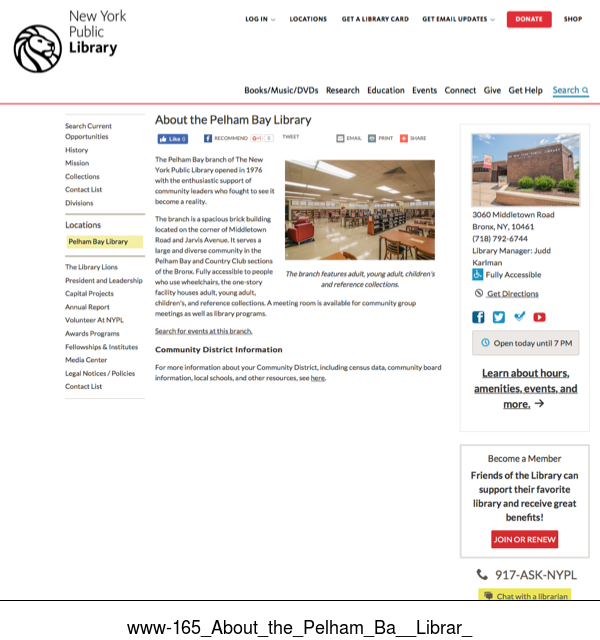 New York
Public
Library
LOG IN
LOCATIONS
GET A LIBRARY CARD
GET EMAIL UPDATES
DONATE
SHOP
Books/Music/DVDs
Research
Education
Events
Connect
Give
Get Help
Search
Search Current
Opportunities
History
Mission
Collections
Contact List
Divisions
Locations
Pelham Bay Library
The Library Lions
President and Leadership
Capital Projects
Annual Report
Volunteer At NYPL
Awards Programs
Fellowships & Institutes
Media Center
Legal Notices / Policies
Contact List
About the Pelham Bay Library
Like 0
RECOMMEND
TWEET
EMAIL
PRINT
SHARE
The Pelham Bay branch of The New
York Public Library opened in 1976
with the enthusiastic support of
community leaders who fought to see it
become a reality.
The branch is a spacious brick building
located on the corner of Middletown
Road and Jarvis Avenue. It serves a
large and diverse community in the
Pelham Bay and Country Club sections
of the Bronx. Fully accessible to people
who use wheelchairs, the one-story
facility houses adult, young adult,
children's, and reference collections. A meeting room is available for community group
meetings as well as library programs.
The branch features adult, young adult, children's
and reference collections.
Search for events at this branch.
Community District Information
For more information about your Community District, including census data, community board
information, local schools, and other resources, see here.
3060 Middletown Road
Bronx, NY, 10461
(718) 792-6744
Library Manager: Judd
Karlman
Fully Accessible
Get Directions
Open today until 7 PM
Learn about hours,
amenities, events, and
more. →
Become a Member
Friends of the Library can
support their favorite
library and receive great
benefits!
JOIN OR RENEW
917-ASK-NYPL
Chat with a librarian
www-165_About_the_Pelham_Ba__Librar_